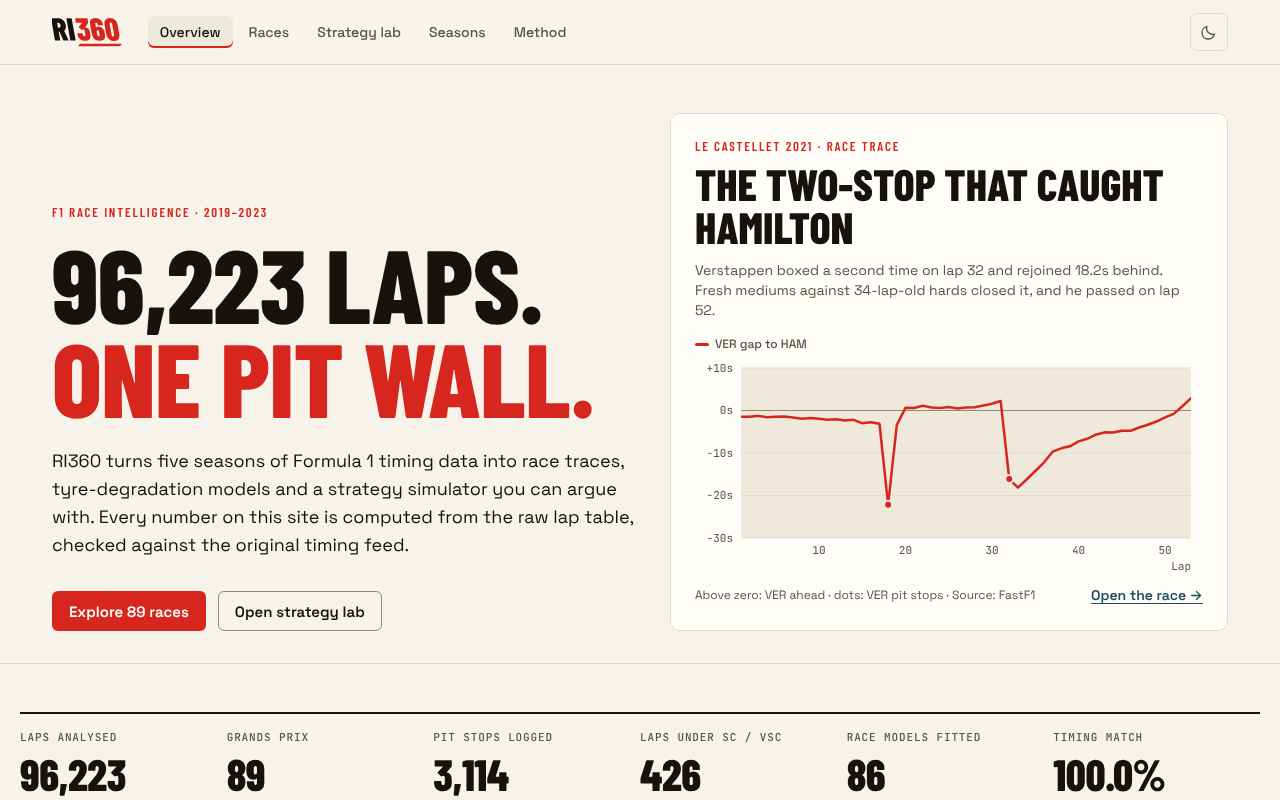 RI360
Overview
Races
Strategy lab
Seasons
Method
F1 RACE INTELLIGENCE · 2019–2023
96,223 LAPS.
ONE PIT WALL.
RI360 turns five seasons of Formula 1 timing data into race traces,
tyre-degradation models and a strategy simulator you can argue
with. Every number on this site is computed from the raw lap table,
checked against the original timing feed.
Explore 89 races
Open strategy lab
LE CASTELLET 2021 · RACE TRACE
THE TWO-STOP THAT CAUGHT
HAMILTON
Verstappen boxed a second time on lap 32 and rejoined 18.2s behind.
Fresh mediums against 34-lap-old hards closed it, and he passed on lap
52.
VER gap to HAM
+10s
0s
-10s
-20s
-30s
10 20 30 40 50
Lap
Above zero: VER ahead · dots: VER pit stops · Source: FastF1
Open the race →
LAPS ANALYSED
96,223
GRANDS PRIX
89
PIT STOPS LOGGED
3,114
LAPS UNDER SC / VSC
426
RACE MODELS FITTED
86
TIMING MATCH
100.0%